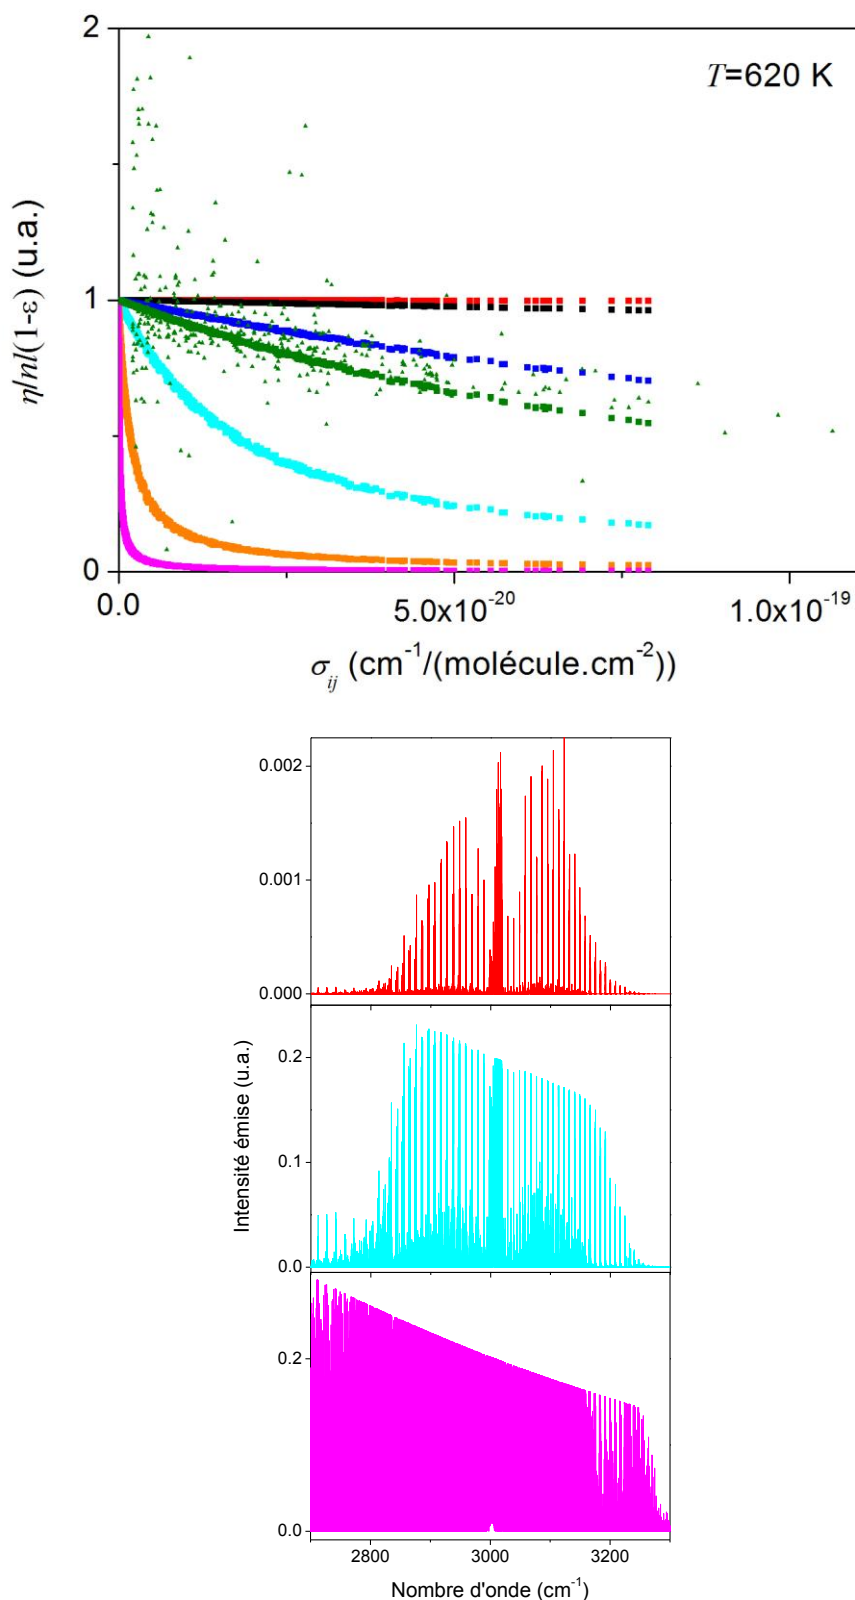 2
T=620 K
η/nl(1-ε) (u.a.)
1
0
0.0
5.0x10⁻²⁰
1.0x10⁻¹⁹
σᵢⱼ (cm⁻¹/(molécule.cm⁻²))
0.002
0.001
0.000
Intensité émise (u.a.)
0.2
0.1
0.0
0.2
0.0
2800
3000
3200
Nombre d'onde (cm⁻¹)